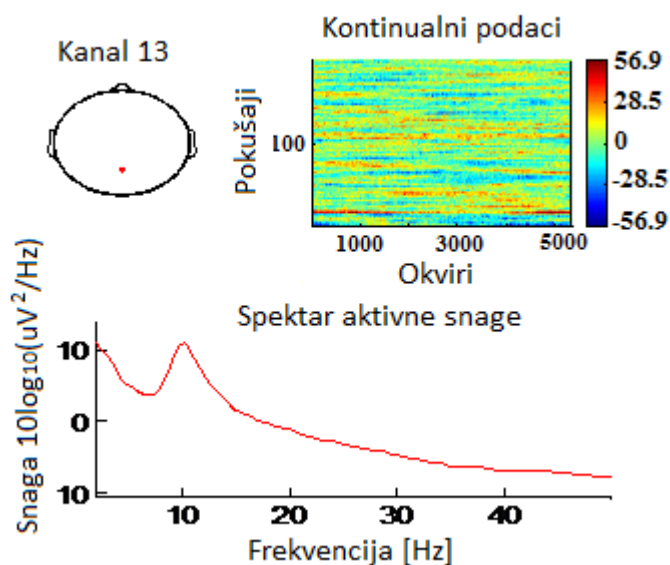 Kanal 13
Kontinualni podaci
Pokušaji
100
56.9
28.5
0
-28.5
-56.9
1000 3000 5000
Okviri
Spektar aktivne snage
Snaga 10log10(uV²/Hz)
10
0
10
10 20 30 40
Frekvencija [Hz]